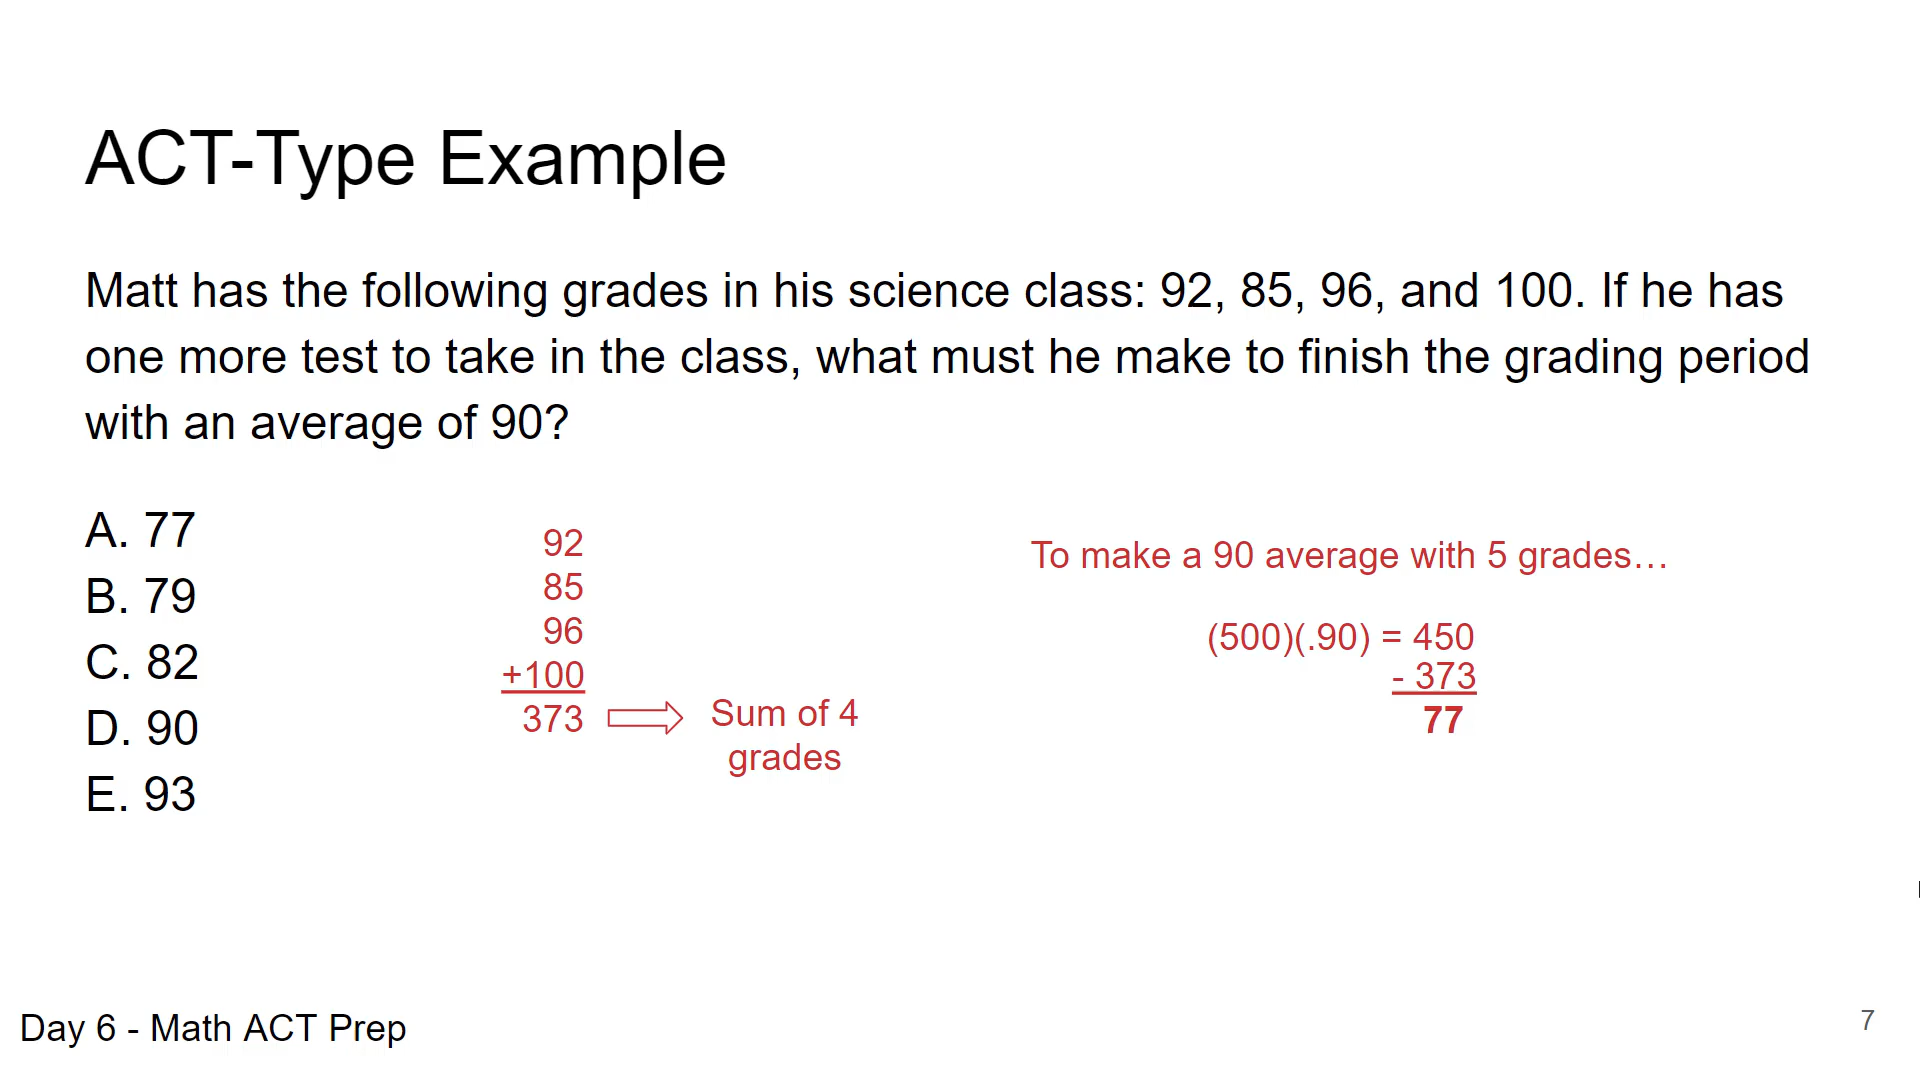 ACT-Type Example
Matt has the following grades in his science class: 92, 85, 96, and 100. If he has
one more test to take in the class, what must he make to finish the grading period
with an average of 90?
A. 77
B. 79
C. 82
D. 90
E. 93
92
85
96
+100
373
Sum of 4
grades
To make a 90 average with 5 grades…
(500)(.90) = 450
- 373
77
Day 6 - Math ACT Prep
7